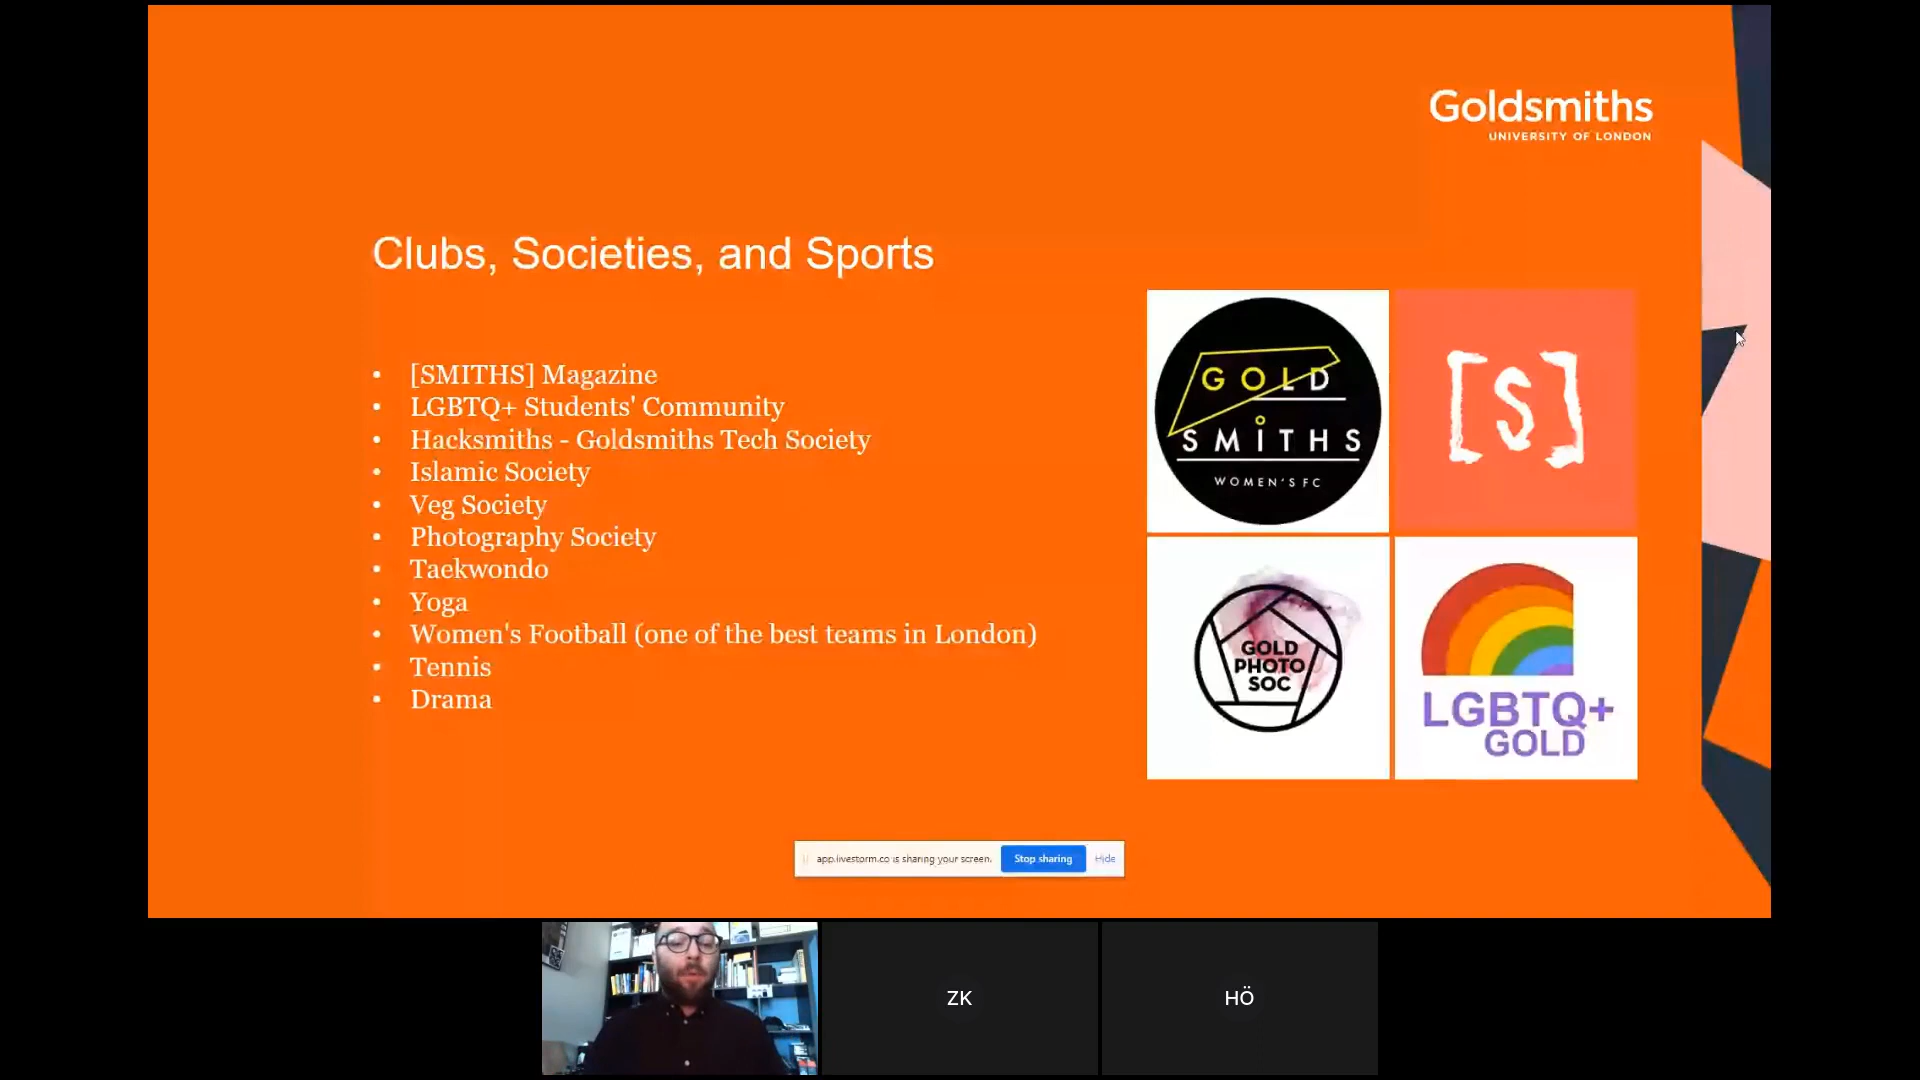 Goldsmiths
UNIVERSITY OF LONDON
Clubs, Societies, and Sports
• [SMITHS] Magazine
• LGBTQ+ Students' Community
• Hacksmiths - Goldsmiths Tech Society
• Islamic Society
• Veg Society
• Photography Society
• Taekwondo
• Yoga
• Women's Football (one of the best teams in London)
• Tennis
• Drama
GOLD
SMiTHS
WOMEN'S FC
[S]
GOLD
PHOTO
SOC
LGBTQ+
GOLD
app.livestorm.co is sharing your screen.
Stop sharing
Hide
ZK
HÖ